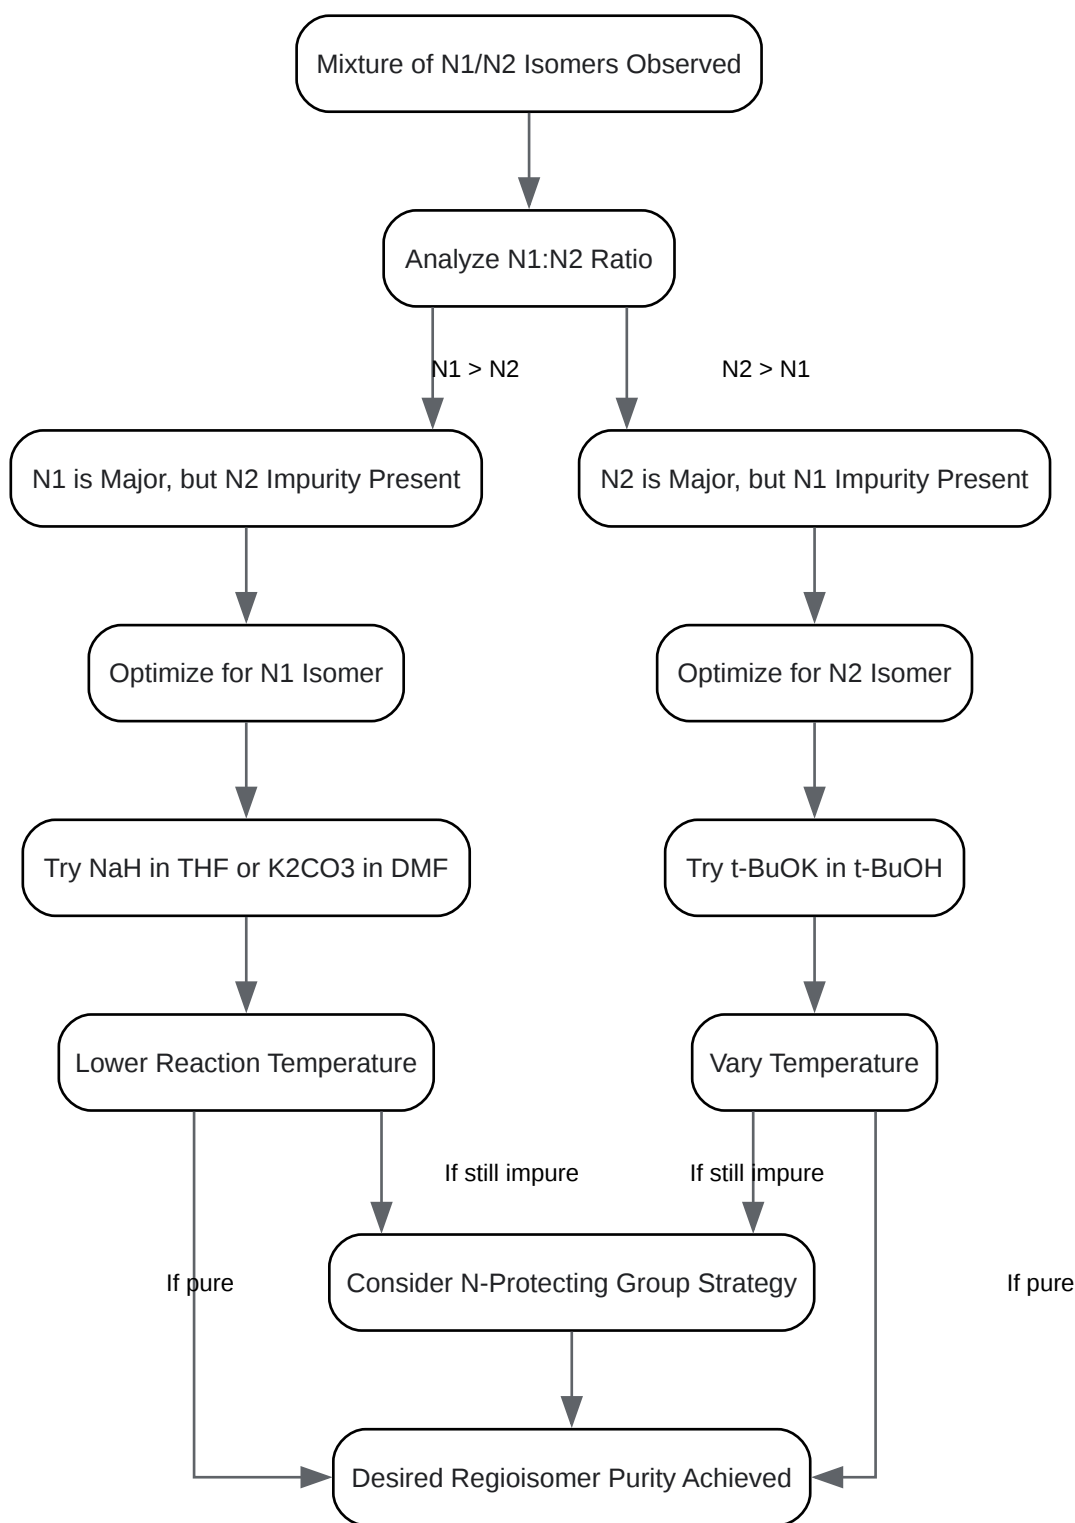 Mixture of N1/N2 Isomers Observed
Analyze N1:N2 Ratio
N1 > N2
N2 > N1
N1 is Major, but N2 Impurity Present
N2 is Major, but N1 Impurity Present
Optimize for N1 Isomer
Optimize for N2 Isomer
Try NaH in THF or K2CO3 in DMF
Try t-BuOK in t-BuOH
Lower Reaction Temperature
Vary Temperature
If still impure
If still impure
If pure
Consider N-Protecting Group Strategy
If pure
Desired Regioisomer Purity Achieved